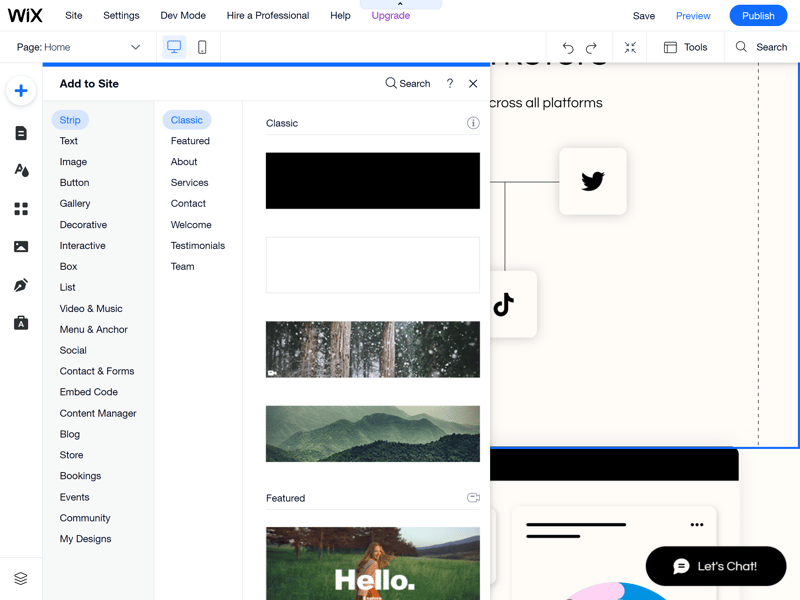 WiX
Site
Settings
Dev Mode
Hire a Professional
Help
Upgrade
Save
Preview
Publish
Page: Home
Tools
Search
Add to Site
Search
?
Strip
Text
Image
Button
Gallery
Decorative
Interactive
Box
List
Video & Music
Menu & Anchor
Social
Contact & Forms
Embed Code
Content Manager
Blog
Store
Bookings
Events
Community
My Designs
Classic
Featured
About
Services
Contact
Welcome
Testimonials
Team
Classic
Featured
Hello.
cross all platforms
Let's Chat!